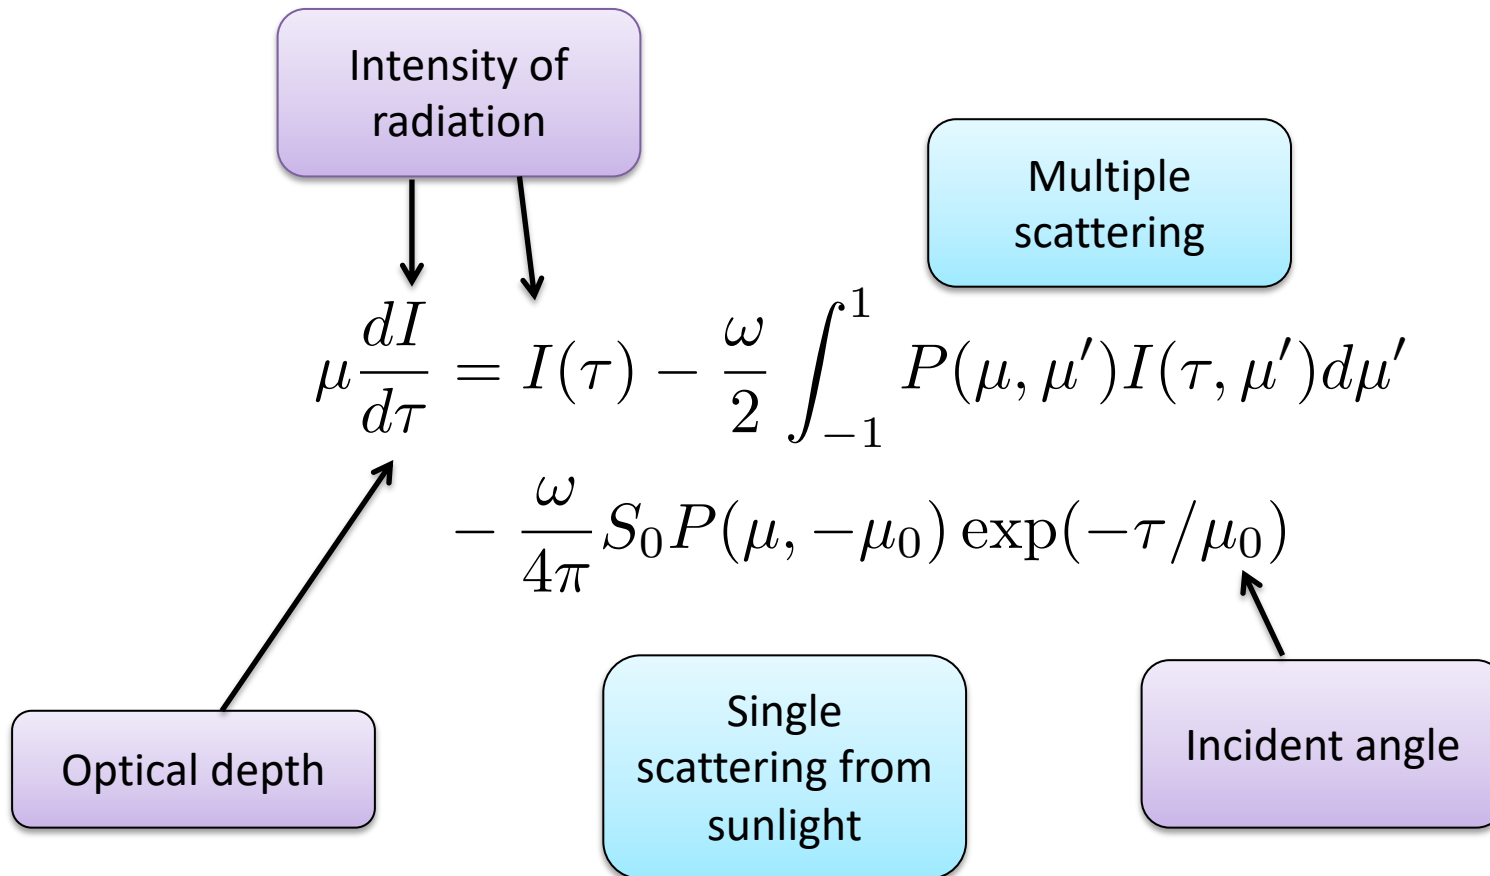 Intensity of
radiation
Multiple
scattering
μ dI/dτ = I(τ) − ω/2 ∫_{−1}^{1} P(μ, μ′)I(τ, μ′)dμ′
− ω/4π S₀P(μ, −μ₀) exp(−τ/μ₀)
Single
scattering from
sunlight
Incident angle
Optical depth